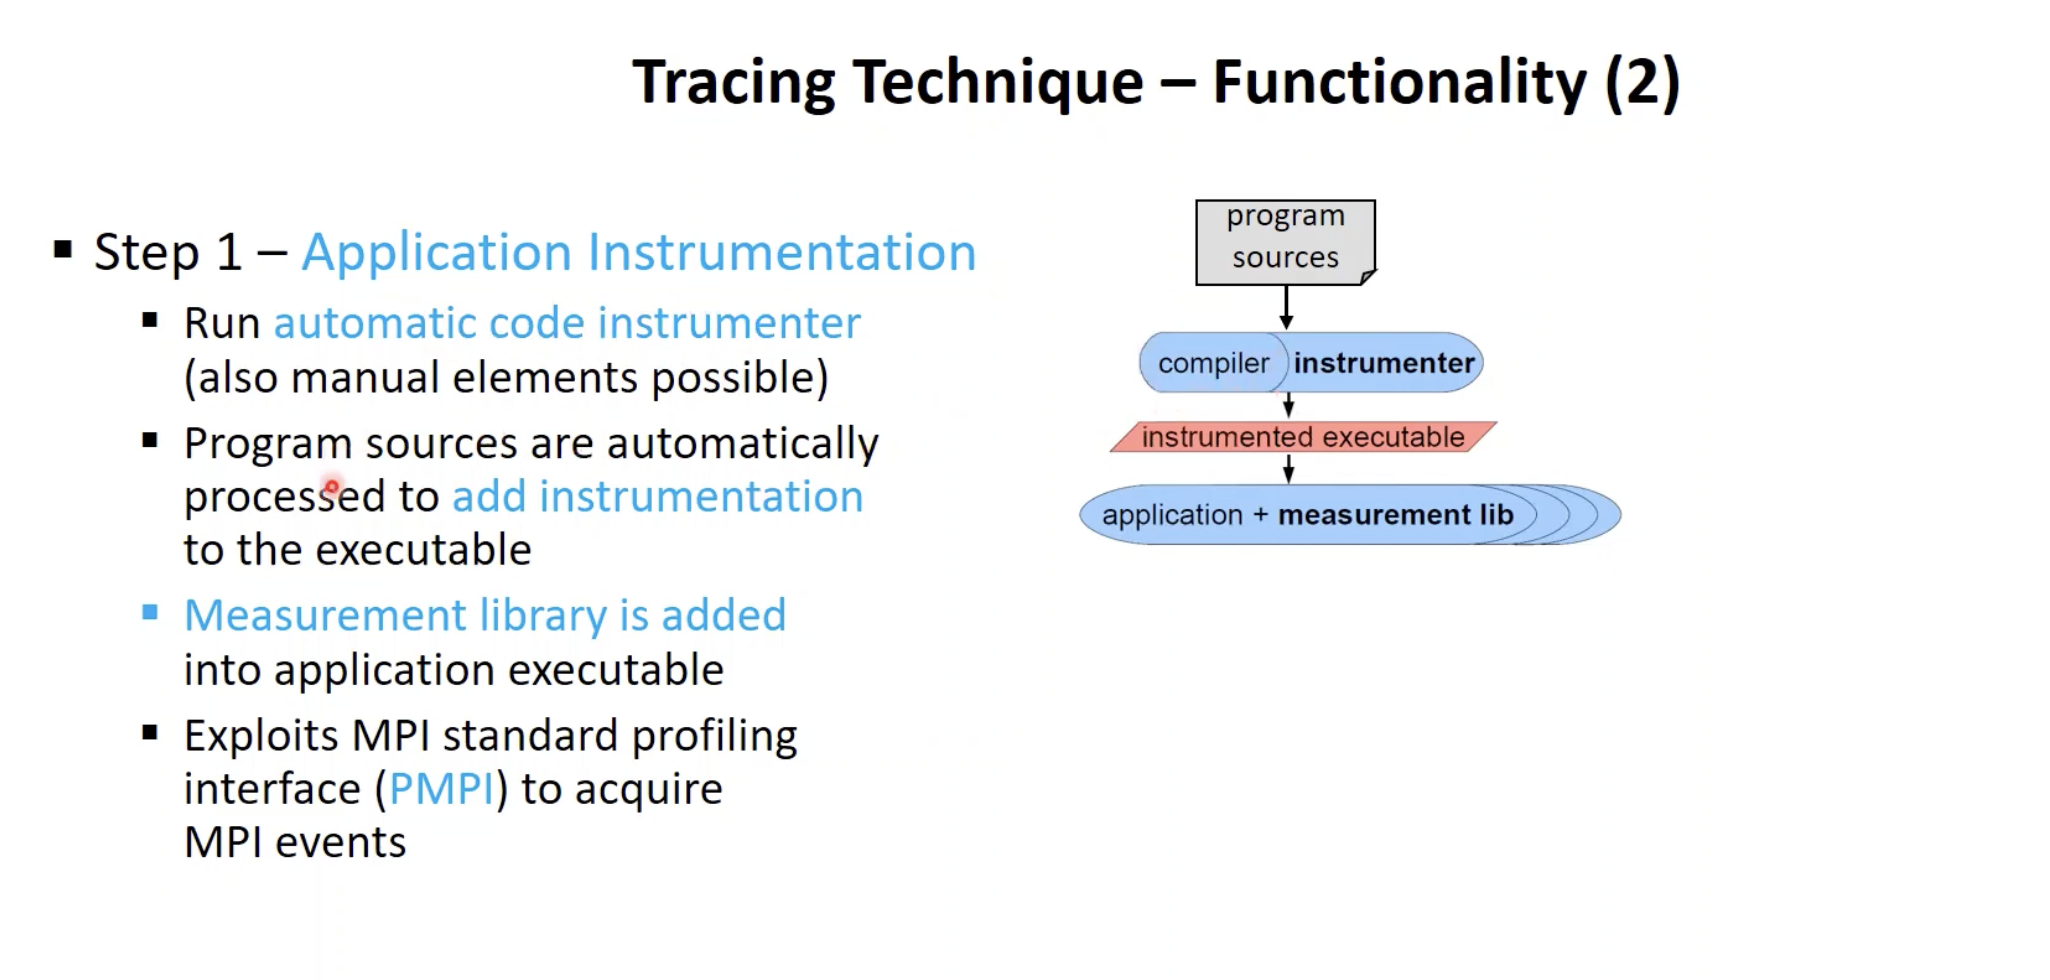 Tracing Technique – Functionality (2)
▪ Step 1 – Application Instrumentation
▪ Run automatic code instrumenter
(also manual elements possible)
▪ Program sources are automatically
processed to add instrumentation
to the executable
▪ Measurement library is added
into application executable
▪ Exploits MPI standard profiling
interface (PMPI) to acquire
MPI events
program
sources
compiler instrumenter
instrumented executable
application + measurement lib